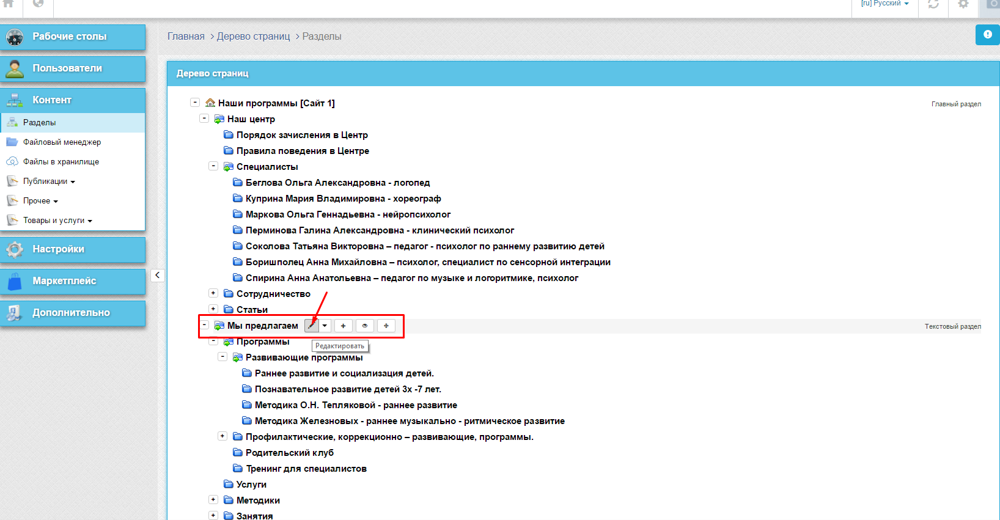 [ru] Русский
Рабочие столы
Пользователи
Контент
Разделы
Файловый менеджер
Файлы в хранилище
Публикации
Прочее
Товары и услуги
Настройки
Маркетплейс
Дополнительно
Главная > Дерево страниц > Разделы
Дерево страниц
Наши программы [Сайт 1] Главный раздел
Наш центр
Порядок зачисления в Центр
Правила поведения в Центре
Специалисты
Беглова Ольга Александровна - логопед
Куприна Мария Владимировна - хореограф
Маркова Ольга Геннадьевна - нейропсихолог
Перминова Галина Александровна - клинический психолог
Соколова Татьяна Викторовна – педагог - психолог по раннему развитию детей
Боришполец Анна Михайловна – психолог, специалист по сенсорной интеграции
Спирина Анна Анатольевна – педагог по музыке и логоритмике, психолог
Сотрудничество
Статьи
Мы предлагаем Текстовый раздел
Редактировать
Программы
Развивающие программы
Раннее развитие и социализация детей.
Познавательное развитие детей 3х -7 лет.
Методика О.Н. Тепляковой - раннее развитие
Методика Железновых - раннее музыкально - ритмическое развитие
Профилактические, коррекционно – развивающие, программы.
Родительский клуб
Тренинг для специалистов
Услуги
Методики
Занятия